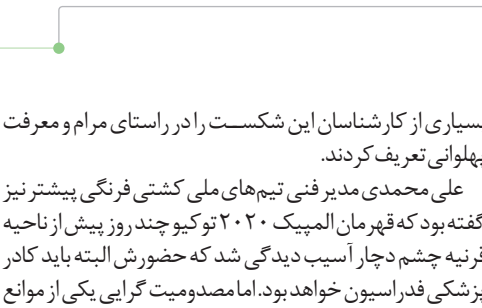 بسیاری از کارشناسان این شکست را در راستای مرام و معرفت
پهلوانی تعریف کردند.
علی محمدی مدیر فنی تیم‌های ملی کشتی فرنگی پیشتر نیز
گفته بود که قهرمان المپیک ۲۰۲۰ توکیو چند روز پیش از ناحیه
قرنیه چشم دچار آسیب دیدگی شد که حضورش البته باید کادر
پزشکی فدراسیون خواهد بود. اما مصدومیت گرایی یکی از موانع